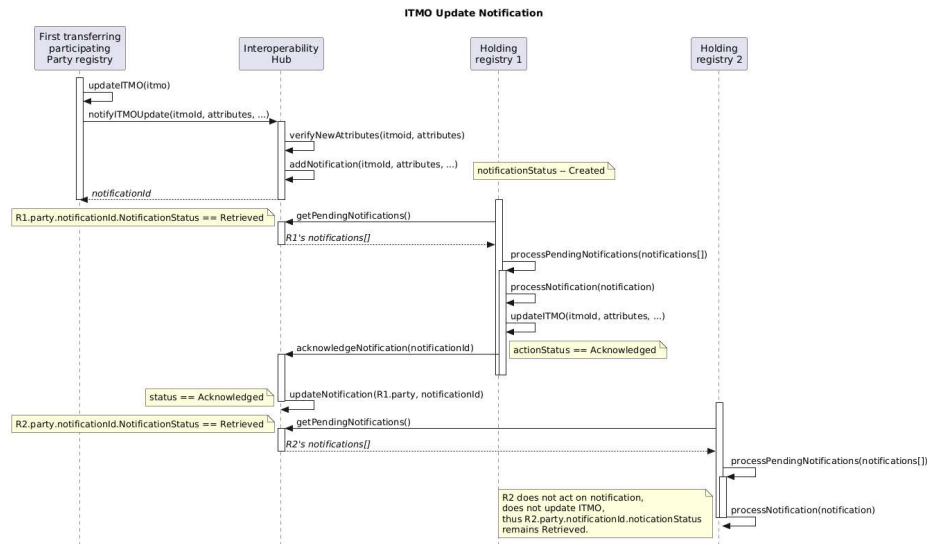 ITMO Update Notification
First transferring
participating
Party registry
Interoperability
Hub
Holding
registry 1
Holding
registry 2
updateITMO(itmo)
notifyITMOUpdate(itmoId, attributes, ...)
verifyNewAttributes(itmoid, attributes)
addNotification(itmoId, attributes, ...)
notificationStatus -- Created
notificationId
R1.party.notificationId.NotificationStatus == Retrieved
getPendingNotifications()
R1's notifications[]
processPendingNotifications(notifications[])
processNotification(notification)
updateITMO(itmoId, attributes, ...)
acknowledgeNotification(notificationId)
actionStatus == Acknowledged
status == Acknowledged
updateNotification(R1.party, notificationId)
R2.party.notificationId.NotificationStatus == Retrieved
getPendingNotifications()
R2's notifications[]
processPendingNotifications(notifications[])
R2 does not act on notification,
does not update ITMO,
thus R2.party.notificationId.noticationStatus
remains Retrieved.
processNotification(notification)